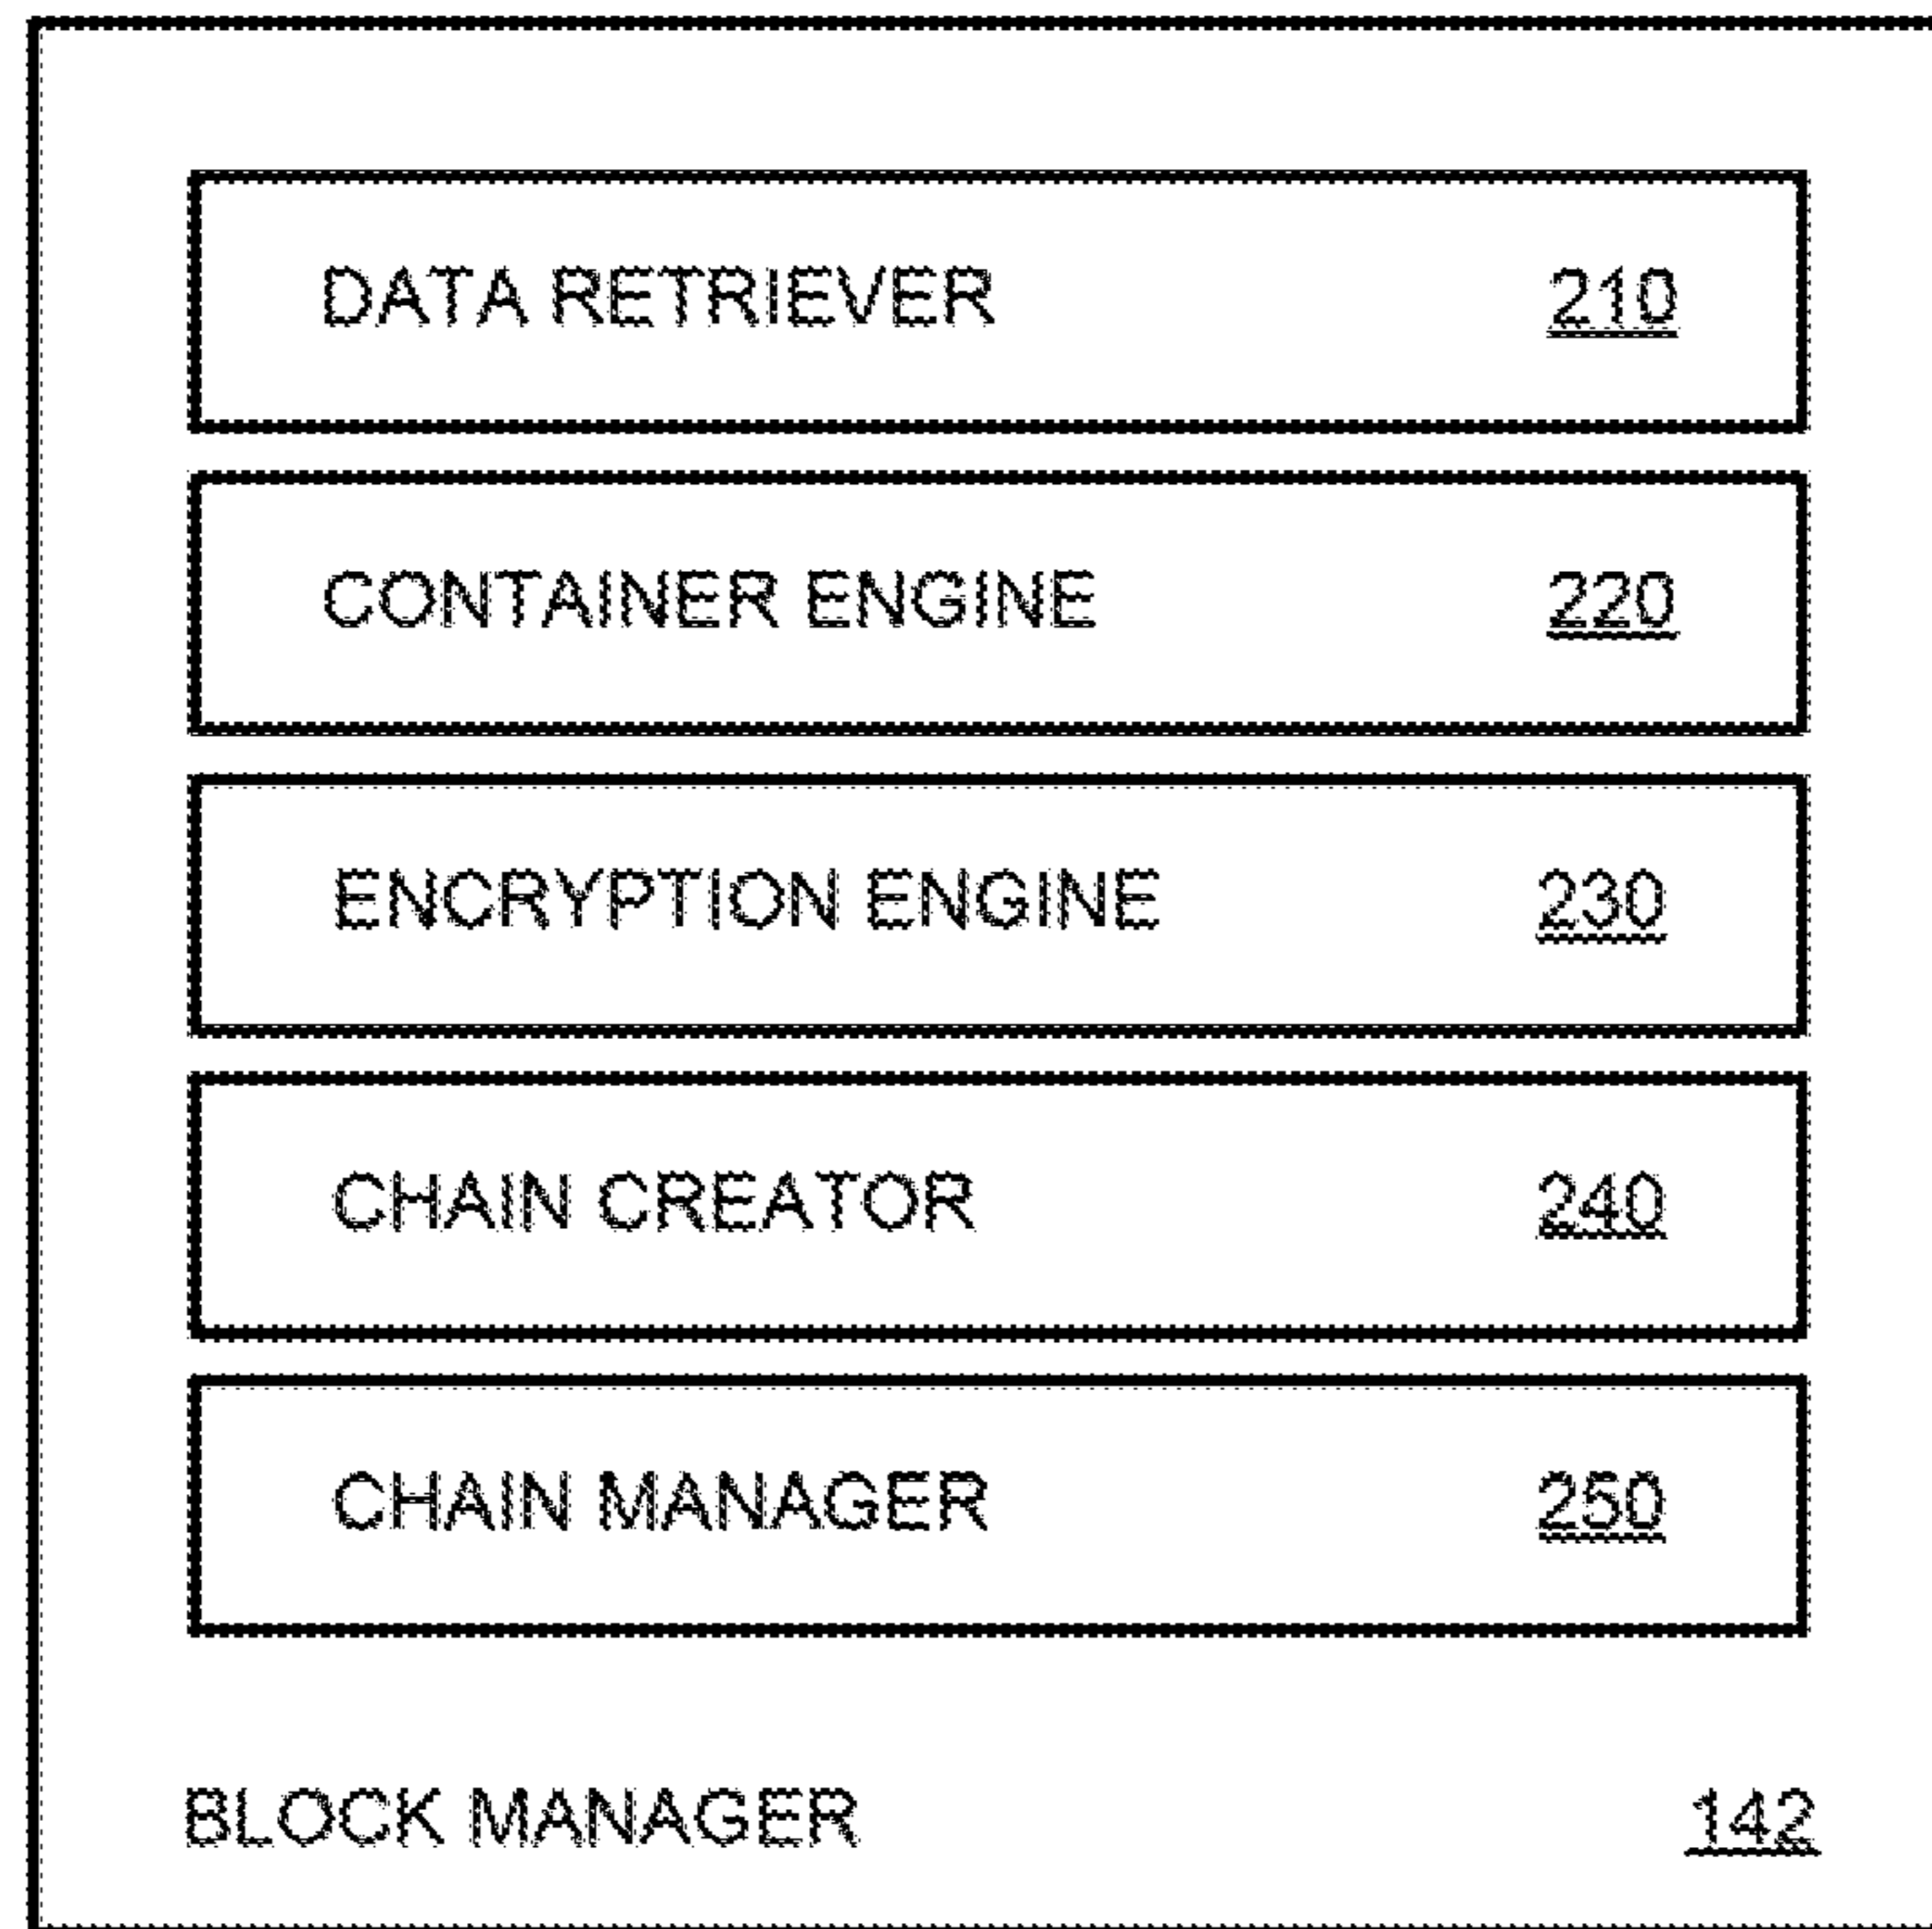 DATA RETRIEVER 210
CONTAINER ENGINE 220
ENCRYPTION ENGINE 230
CHAIN CREATOR 240
CHAIN MANAGER 250
BLOCK MANAGER 142